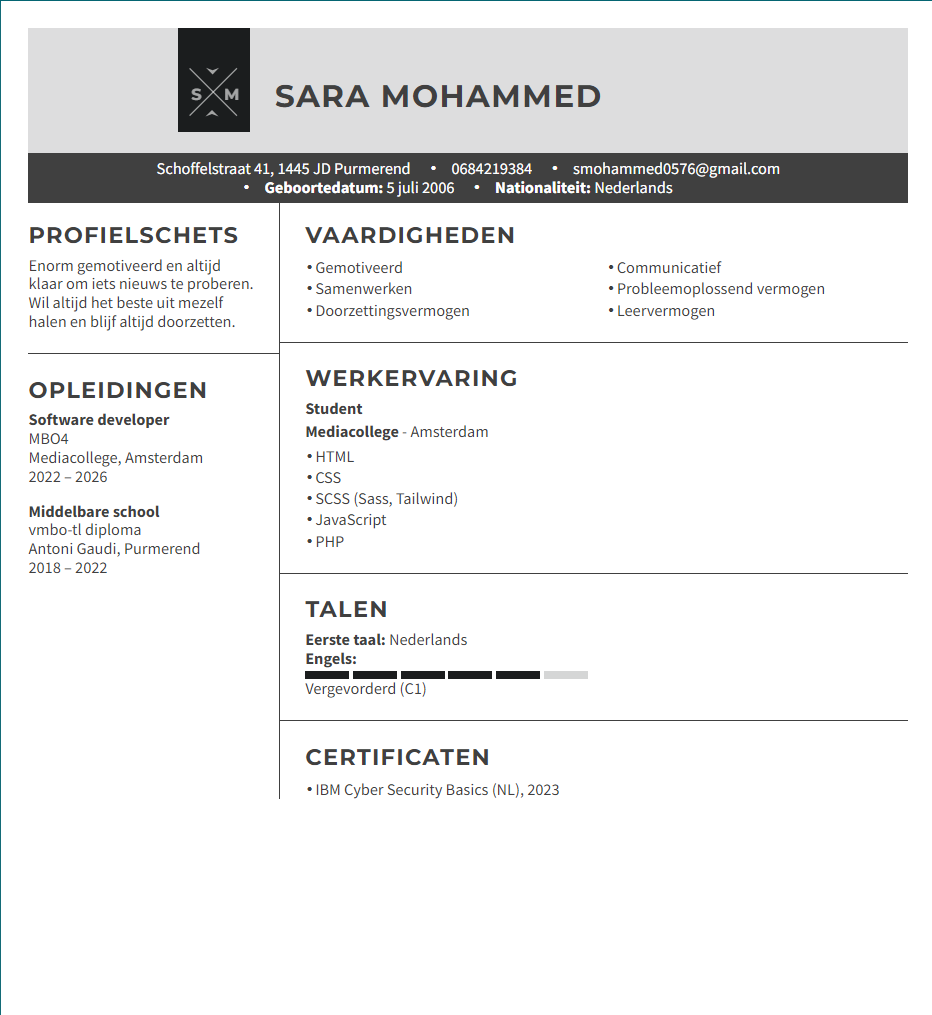 S M
SARA MOHAMMED
Schoffelstraat 41, 1445 JD Purmerend • 0684219384 • smohammed0576@gmail.com
• Geboortedatum: 5 juli 2006 • Nationaliteit: Nederlands
PROFIELSCHETS
Enorm gemotiveerd en altijd
klaar om iets nieuws te proberen.
Wil altijd het beste uit mezelf
halen en blijf altijd doorzetten.
OPLEIDINGEN
Software developer
MBO4
Mediacollege, Amsterdam
2022 – 2026
Middelbare school
vmbo-tl diploma
Antoni Gaudi, Purmerend
2018 – 2022
VAARDIGHEDEN
• Gemotiveerd
• Samenwerken
• Doorzettingsvermogen
• Communicatief
• Probleemoplossend vermogen
• Leervermogen
WERKERVARING
Student
Mediacollege - Amsterdam
• HTML
• CSS
• SCSS (Sass, Tailwind)
• JavaScript
• PHP
TALEN
Eerste taal: Nederlands
Engels:
Vergevorderd (C1)
CERTIFICATEN
• IBM Cyber Security Basics (NL), 2023